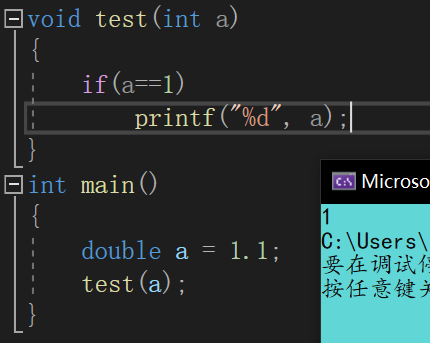 void test(int a)
{
if(a==1)
printf("%d", a);
}
int main()
{
double a = 1.1;
test(a);
}
Microso
1
C:\Users\
要在调试停
按任意键关